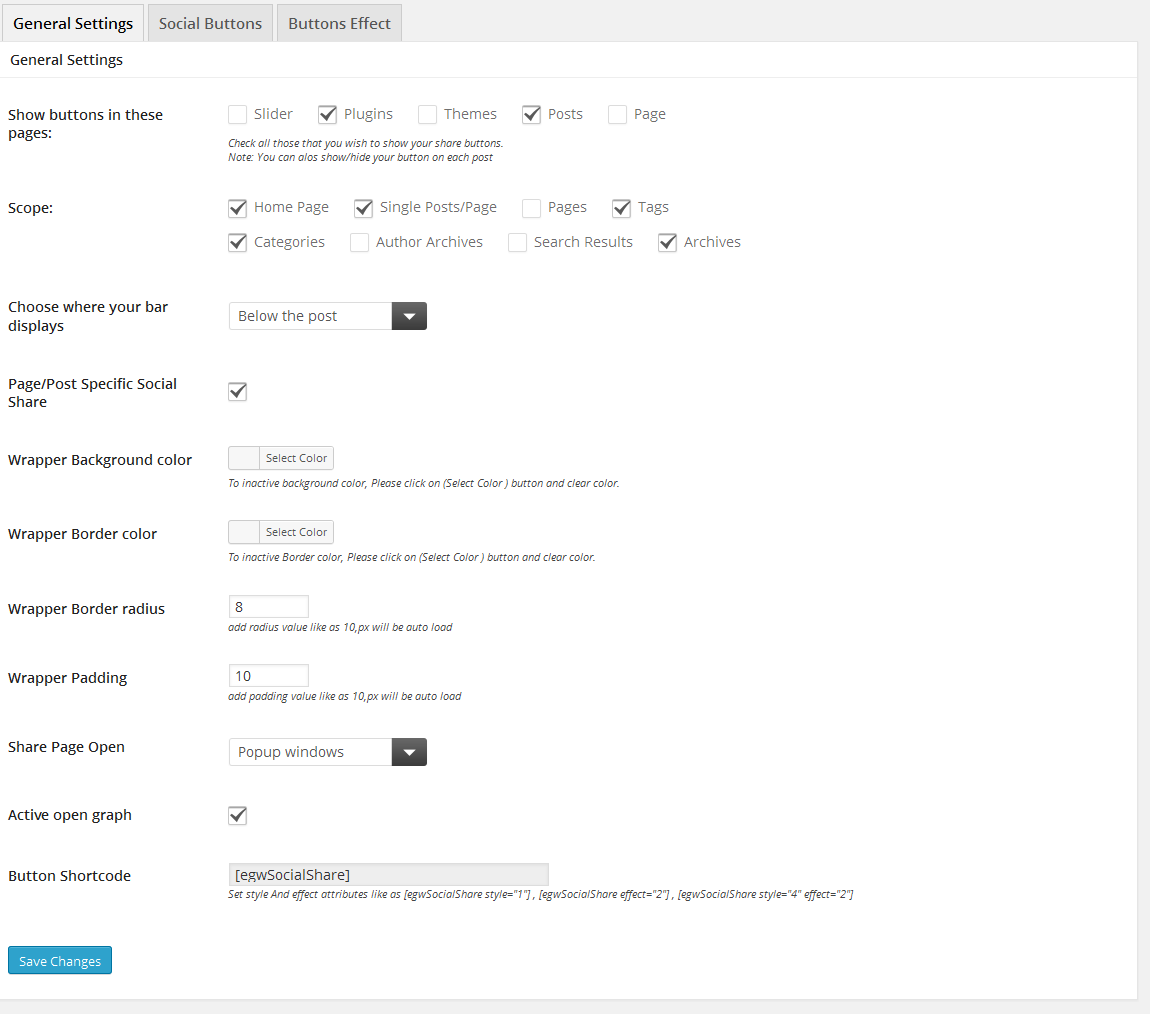 General Settings Social Buttons Buttons Effect
General Settings
Show buttons in these
pages:
Slider Plugins Themes Posts Page
Check all those that you wish to show your share buttons.
Note: You can alos show/hide your button on each post
Scope:
Home Page Single Posts/Page Pages Tags
Categories Author Archives Search Results Archives
Choose where your bar
displays
Below the post
Page/Post Specific Social
Share
Wrapper Background color
Select Color
To inactive background color, Please click on (Select Color ) button and clear color.
Wrapper Border color
Select Color
To inactive Border color, Please click on (Select Color ) button and clear color.
Wrapper Border radius
8
add radius value like as 10,px will be auto load
Wrapper Padding
10
add padding value like as 10,px will be auto load
Share Page Open
Popup windows
Active open graph
Button Shortcode
[egwSocialShare]
Set style And effect attributes like as [egwSocialShare style="1"] , [egwSocialShare effect="2"] , [egwSocialShare style="4" effect="2"]
Save Changes